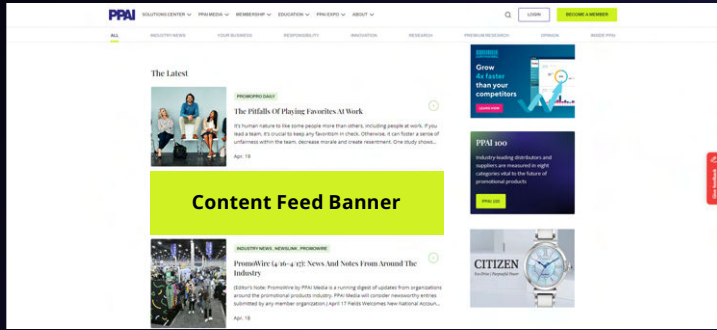 PPAI SOLUTIONS CENTER PPAI MEDIA MEMBERSHIP EDUCATION PPAI EXPO ABOUT LOGIN BECOME A MEMBER
ALL INDUSTRY NEWS YOUR BUSINESS RESPONSIBILITY INNOVATION RESEARCH PREMIUM RESEARCH OPINION INSIDE PPAI
The Latest
PROMOPRO DAILY
The Pitfalls Of Playing Favorites At Work
It's human nature to like some people more than others, including people at work. If you
lead a team, it's crucial to keep any favoritism in check. Otherwise, it can foster a sense of
unfairness within the team, decrease morale and create resentment. One study shows...
Apr. 19
Content Feed Banner
INDUSTRY NEWS, NEWSLINK, PROMOWIRE
PromoWire (4/16-4/17): News And Notes From Around The
Industry
(Editor's Note: PromoWire by PPAI Media is a running digest of updates from organizations
around the promotional products industry. PPAI Media will consider newsworthy entries
submitted by any member organization.) April 17 Fields Welcomes New National Accoun...
Apr. 18
Grow
4x faster
than your
competitors
LEARN NOW
PPAI 100
Industry-leading distributors and
suppliers are measured in eight
categories vital to the future of
promotional products
PPAI 100
CITIZEN
Your feedback